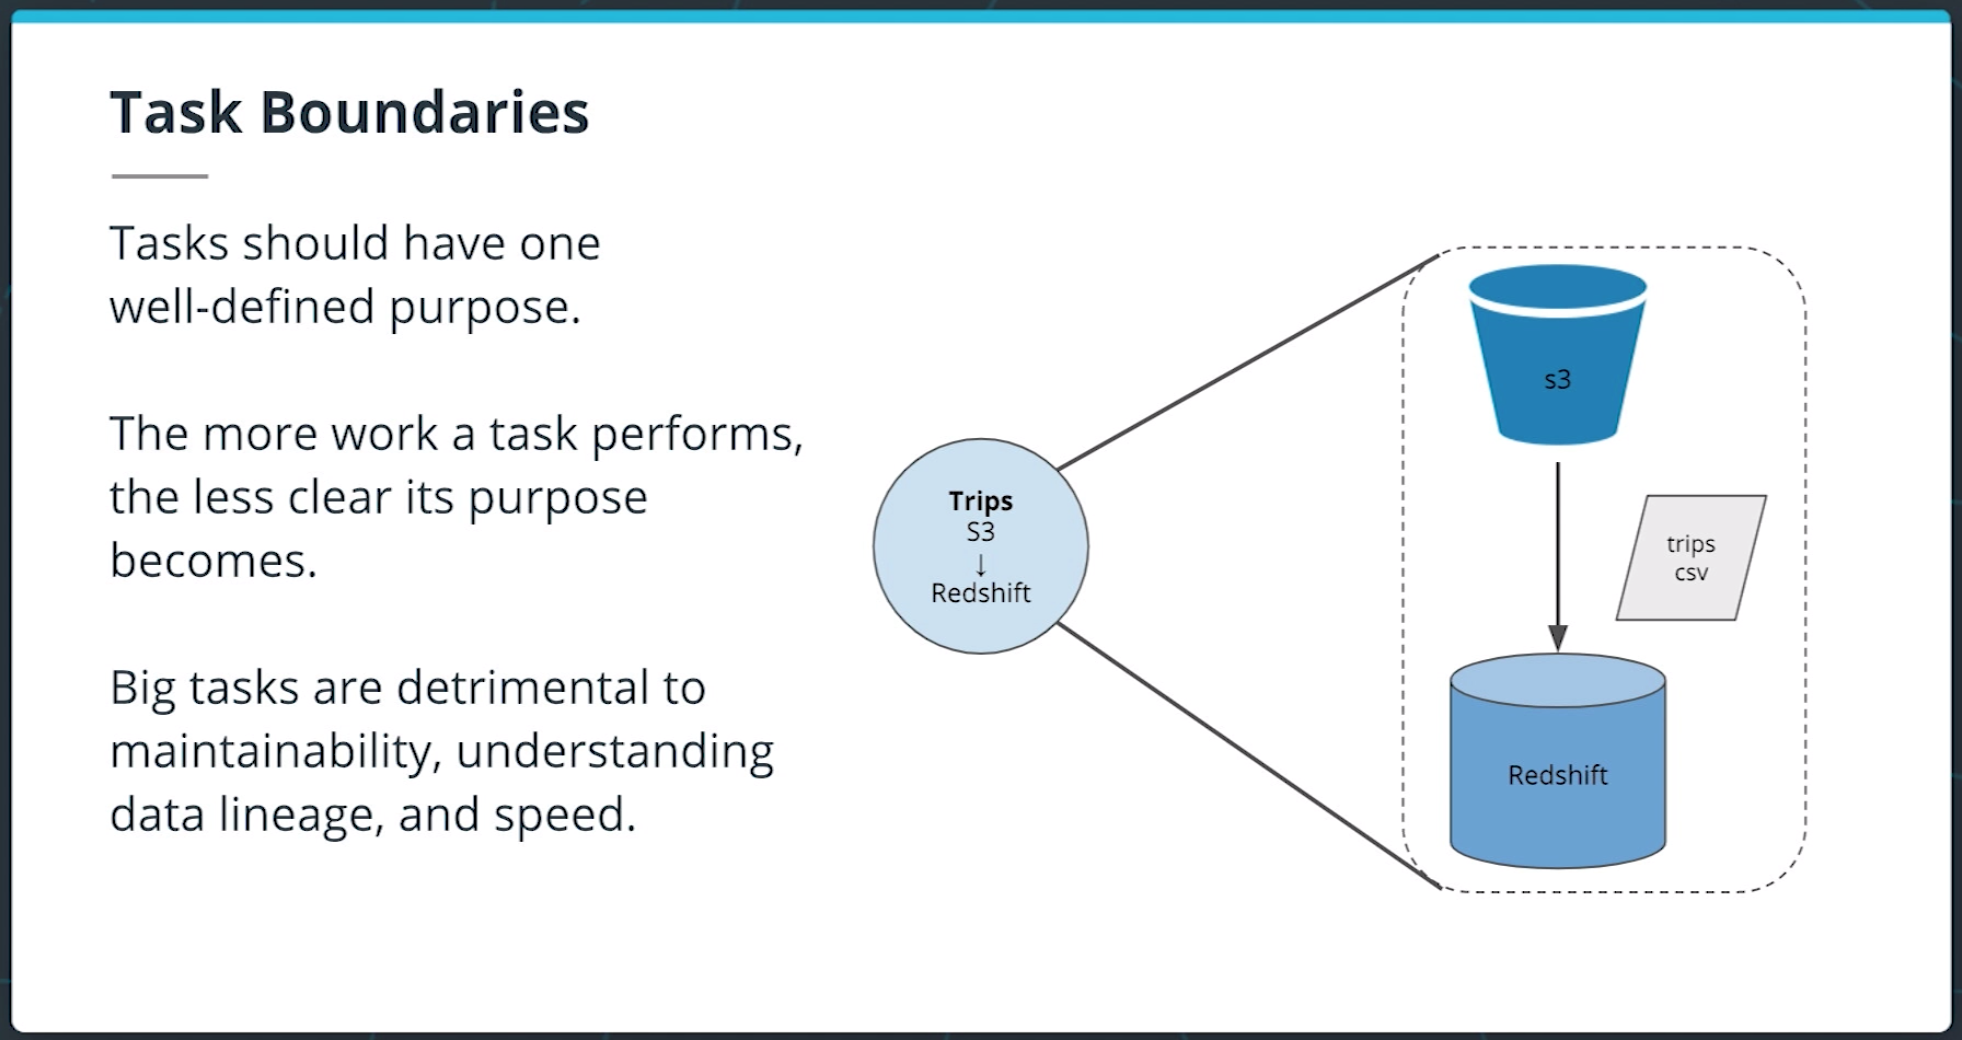 Task Boundaries
Tasks should have one
well-defined purpose.
The more work a task performs,
the less clear its purpose
becomes.
Big tasks are detrimental to
maintainability, understanding
data lineage, and speed.
Trips
S3
↓
Redshift
s3
trips
csv
Redshift